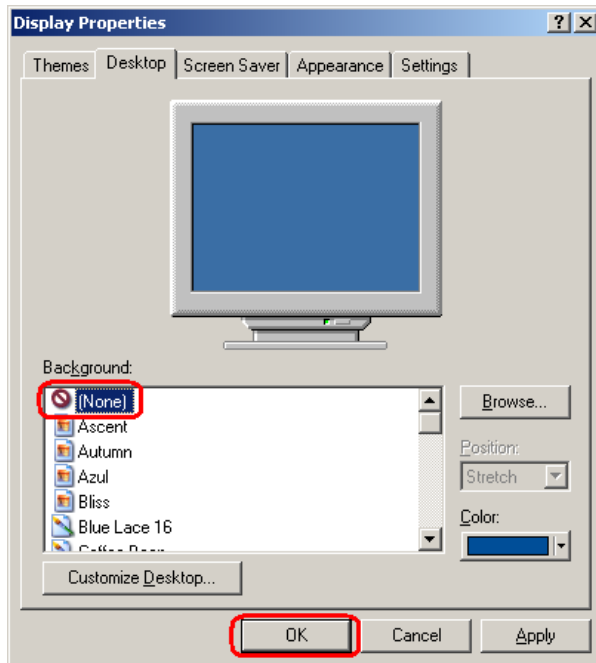 Display Properties
Themes Desktop Screen Saver Appearance Settings
Background:
(None)
Ascent
Autumn
Azul
Bliss
Blue Lace 16
Browse...
Position:
Stretch
Color:
Customize Desktop...
OK Cancel Apply